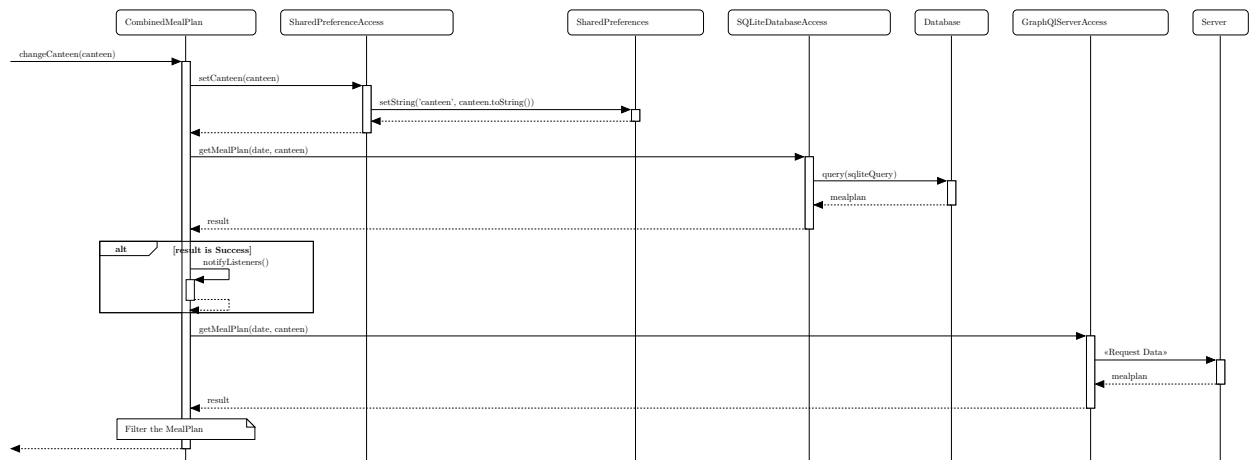 CombinedMealPlan
SharedPreferenceAccess
SharedPreferences
SQLiteDatabaseAccess
Database
GraphQlServerAccess
Server
changeCanteen(canteen)
setCanteen(canteen)
setString('canteen', canteen.toString())
getMealPlan(date, canteen)
query(sqliteQuery)
mealplan
result
alt
[result is Success]
notifyListeners()
getMealPlan(date, canteen)
«Request Data»
mealplan
result
Filter the MealPlan